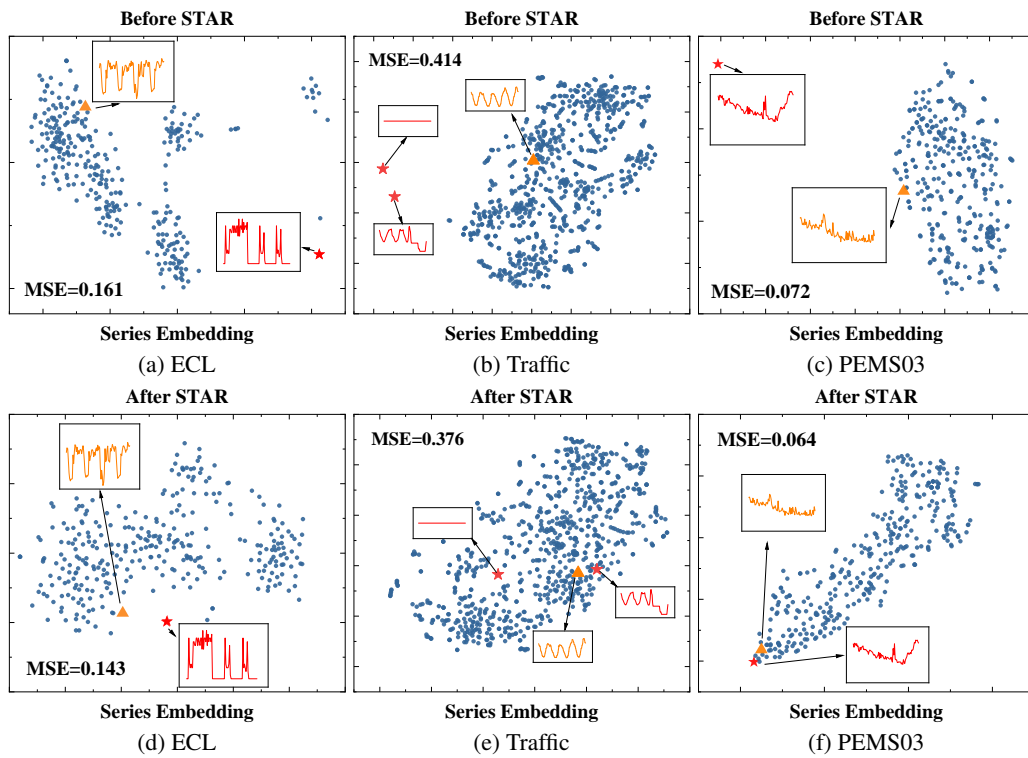 Before STAR
Before STAR
Before STAR
MSE=0.161
MSE=0.414
MSE=0.072
Series Embedding
Series Embedding
Series Embedding
(a) ECL
(b) Traffic
(c) PEMS03
After STAR
After STAR
After STAR
MSE=0.143
MSE=0.376
MSE=0.064
Series Embedding
Series Embedding
Series Embedding
(d) ECL
(e) Traffic
(f) PEMS03